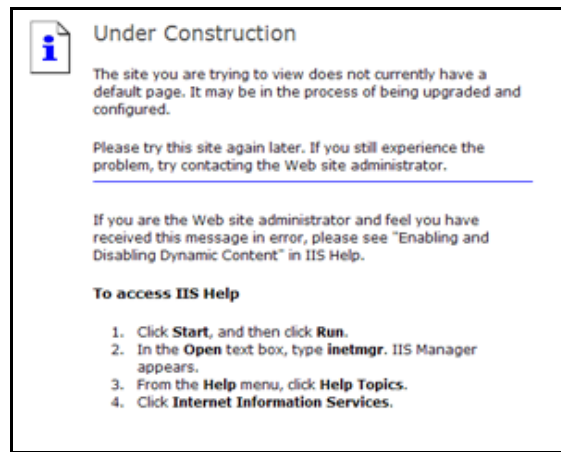 Under Construction
The site you are trying to view does not currently have a
default page. It may be in the process of being upgraded and
configured.
Please try this site again later. If you still experience the
problem, try contacting the Web site administrator.
If you are the Web site administrator and feel you have
received this message in error, please see "Enabling and
Disabling Dynamic Content" in IIS Help.
To access IIS Help
1. Click Start, and then click Run.
2. In the Open text box, type inetmgr. IIS Manager
appears.
3. From the Help menu, click Help Topics.
4. Click Internet Information Services.